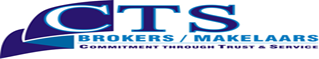 CTS
BROKERS / MAKELAARS
COMMITMENT THROUGH TRUST & SERVICE